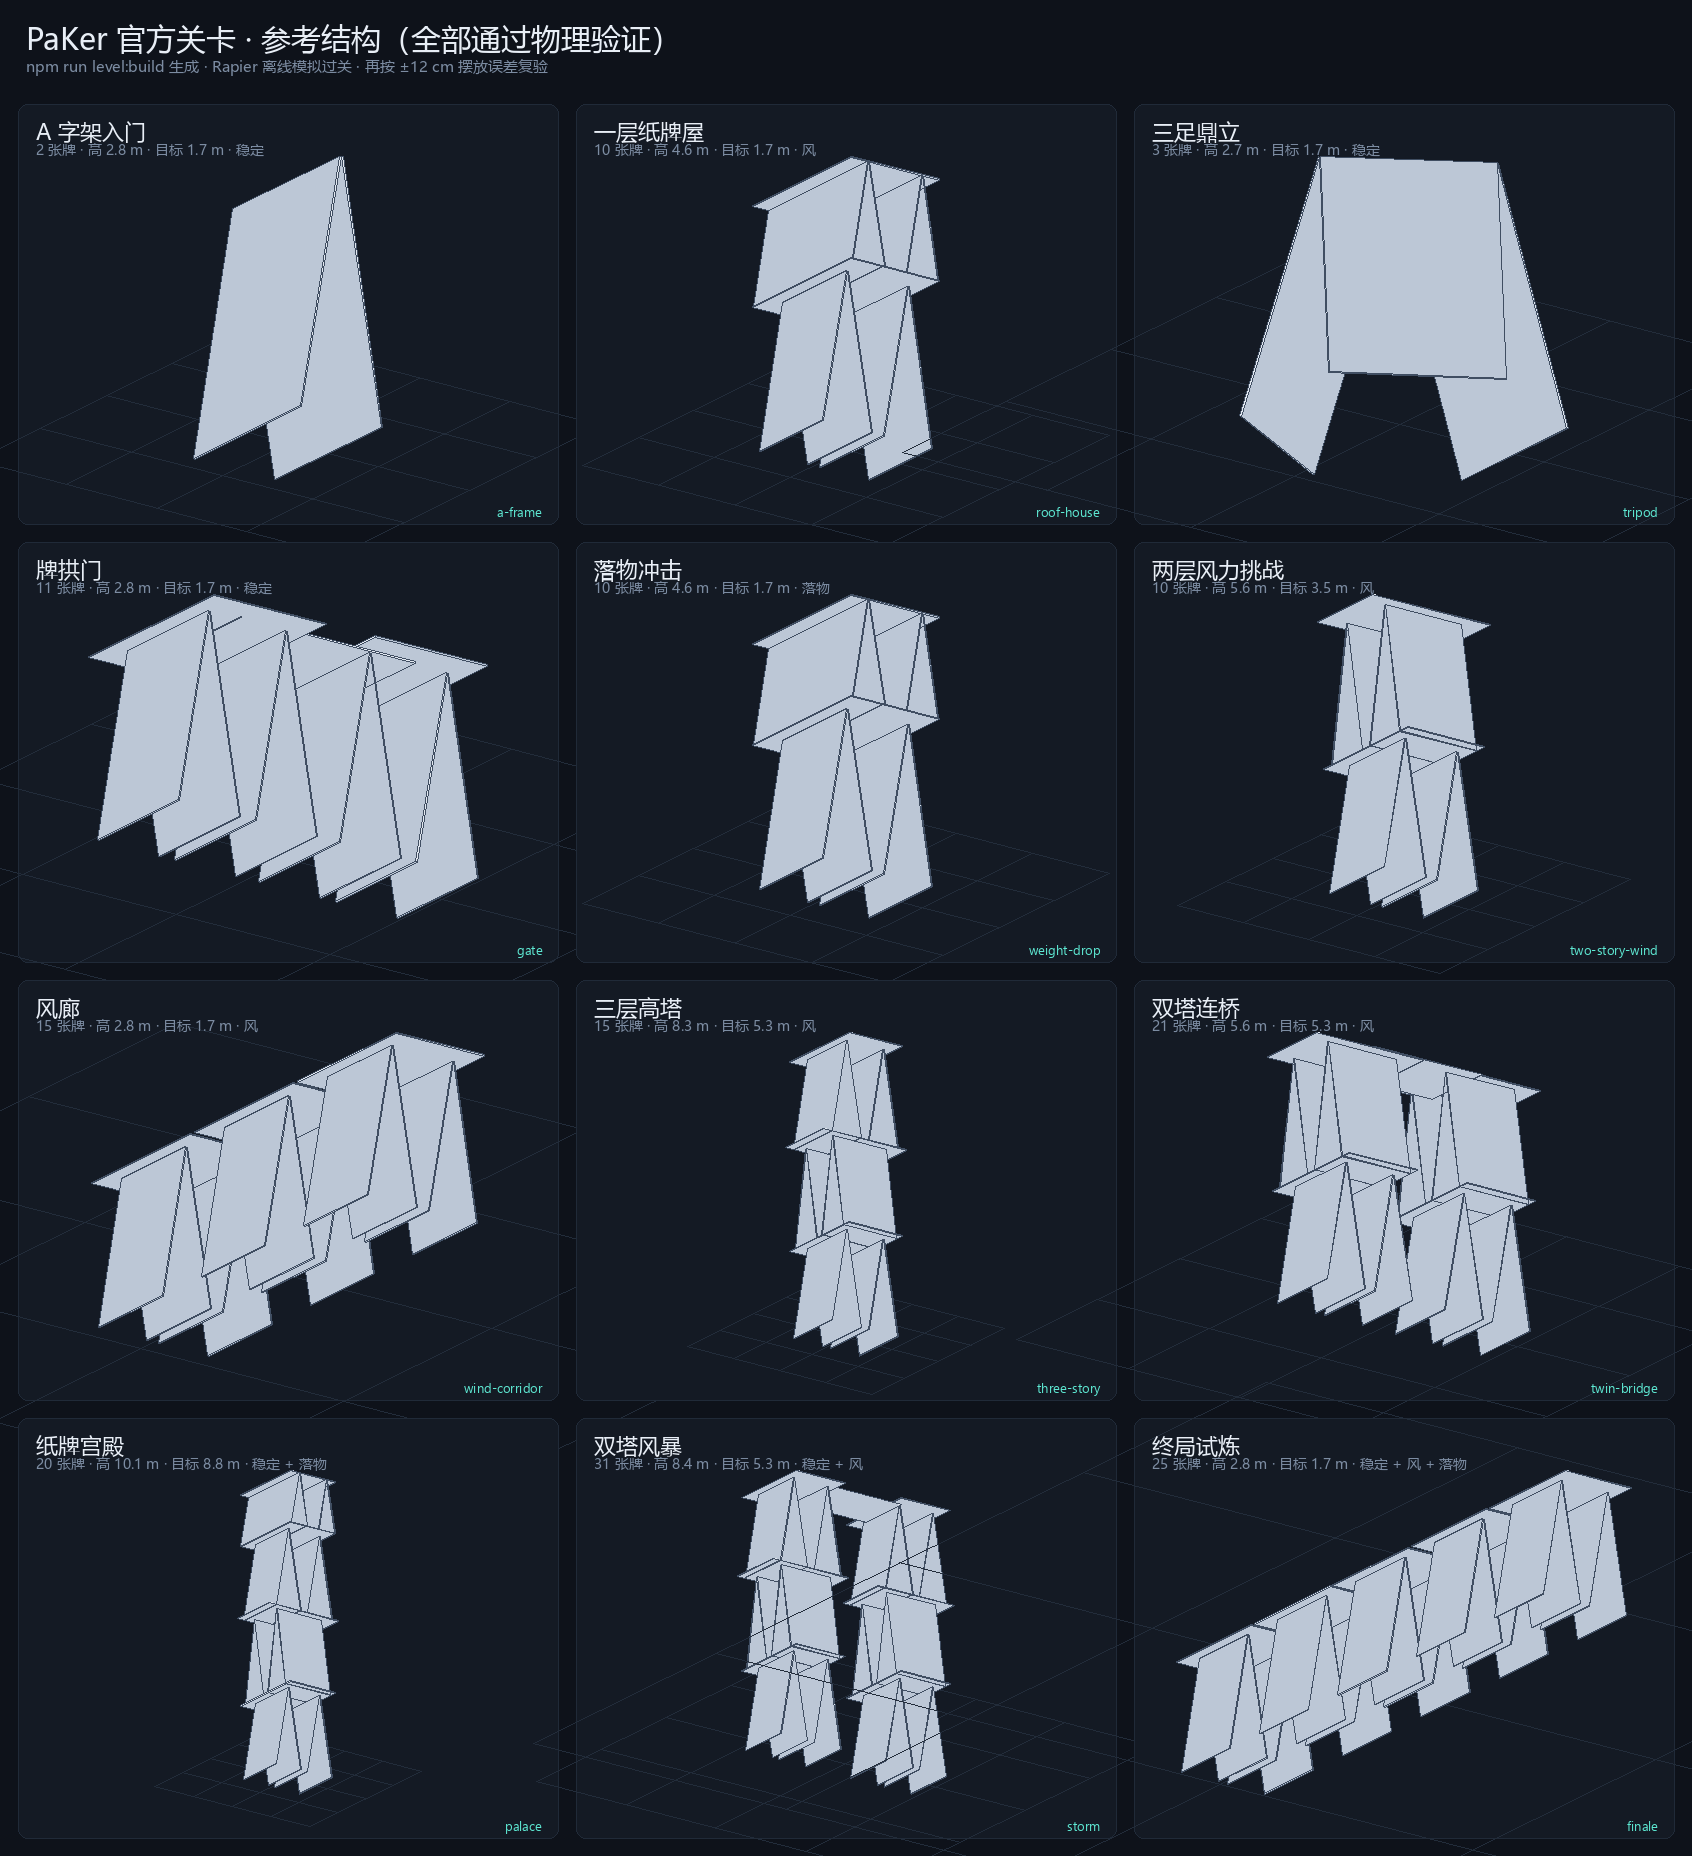 PaKer 官方关卡 · 参考结构（全部通过物理验证）
npm run level:build 生成 · Rapier 离线模拟过关 · 再按 ±12 cm 摆放误差复验
A 字架入门
2 张牌 · 高 2.8 m · 目标 1.7 m · 稳定
a-frame
一层纸牌屋
10 张牌 · 高 4.6 m · 目标 1.7 m · 风
roof-house
三足鼎立
3 张牌 · 高 2.7 m · 目标 1.7 m · 稳定
tripod
牌拱门
11 张牌 · 高 2.8 m · 目标 1.7 m · 稳定
gate
落物冲击
10 张牌 · 高 4.6 m · 目标 1.7 m · 落物
weight-drop
两层风力挑战
10 张牌 · 高 5.6 m · 目标 3.5 m · 风
two-story-wind
风廊
15 张牌 · 高 2.8 m · 目标 1.7 m · 风
wind-corridor
三层高塔
15 张牌 · 高 8.3 m · 目标 5.3 m · 风
three-story
双塔连桥
21 张牌 · 高 5.6 m · 目标 5.3 m · 风
twin-bridge
纸牌宫殿
20 张牌 · 高 10.1 m · 目标 8.8 m · 稳定 + 落物
palace
双塔风暴
31 张牌 · 高 8.4 m · 目标 5.3 m · 稳定 + 风
storm
终局试炼
25 张牌 · 高 2.8 m · 目标 1.7 m · 稳定 + 风 + 落物
finale